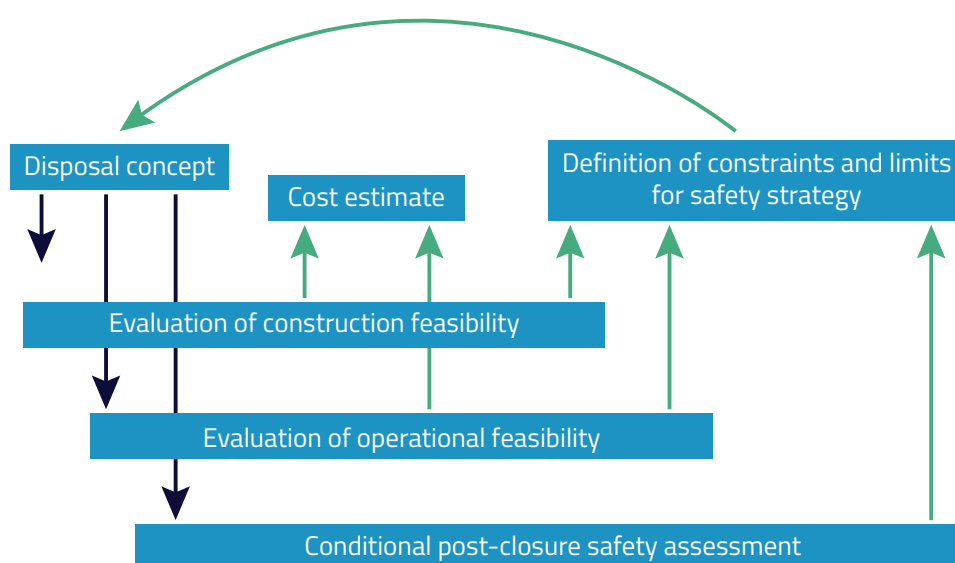 Disposal concept
Cost estimate
Definition of constraints and limits
for safety strategy
Evaluation of construction feasibility
Evaluation of operational feasibility
Conditional post-closure safety assessment